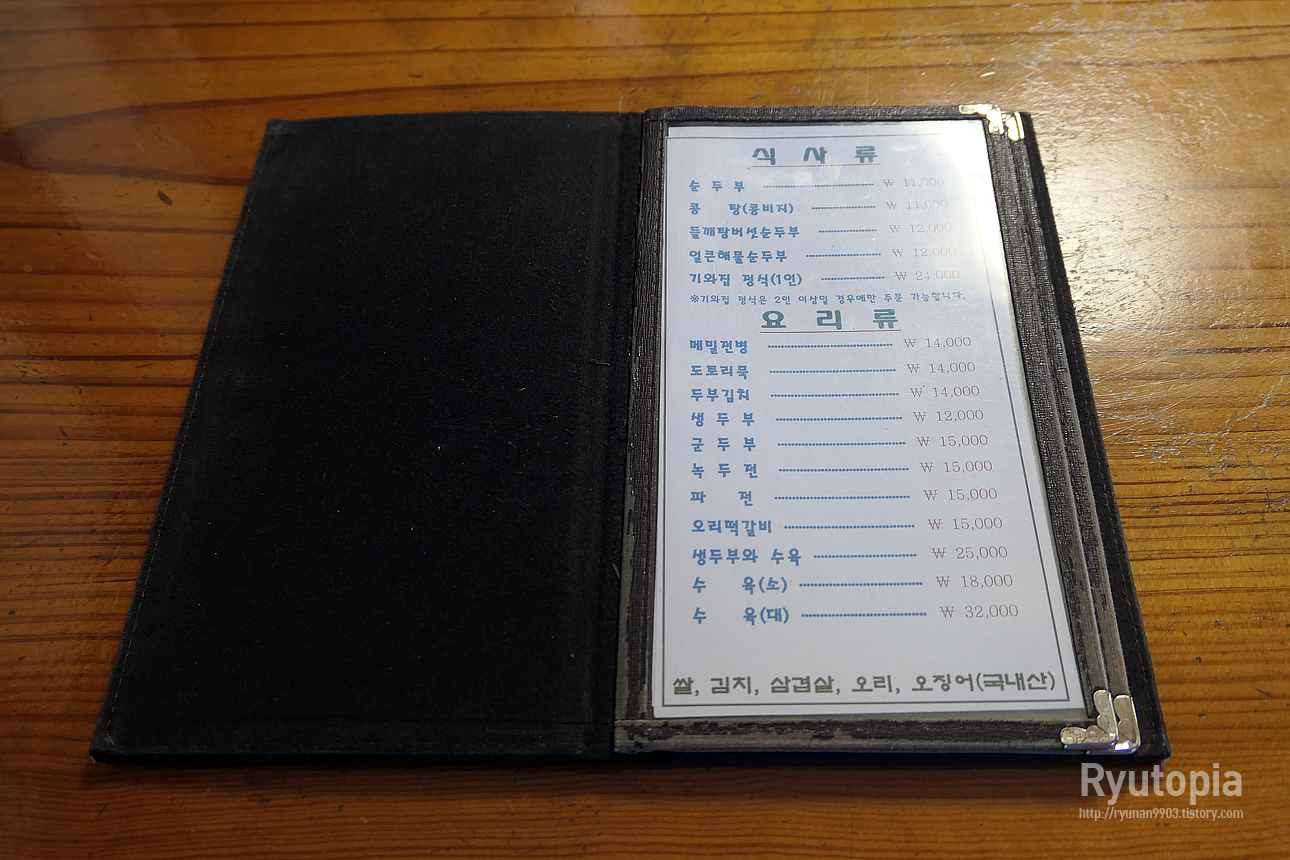 식 사 류
순 두 부 ₩ 11,000
콩 탕(콩비지) ₩ 11,000
들깨탕버섯순두부 ₩ 12,000
얼큰해물순두부 ₩ 12,000
기와집 정식(1인) ₩ 24,000
※기와집 정식은 2인 이상일 경우에만 주문 가능합니다.
요 리 류
메밀전병 ₩ 14,000
도토리묵 ₩ 14,000
두부김치 ₩ 14,000
생 두 부 ₩ 12,000
군 두 부 ₩ 15,000
녹 두 전 ₩ 15,000
파 전 ₩ 15,000
오리떡갈비 ₩ 15,000
생두부와 수육 ₩ 25,000
수 육(소) ₩ 18,000
수 육(대) ₩ 32,000
쌀, 김치, 삼겹살, 오리, 오징어(국내산)
Ryutopia
http://ryunan9903.tistory.com